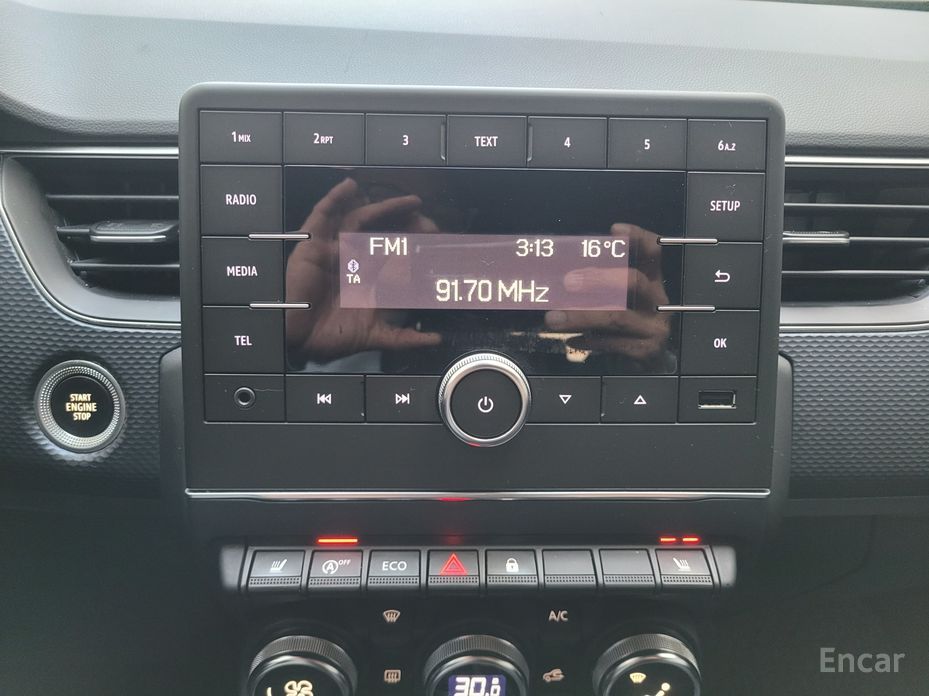 1 MIX 2 RPT 3 TEXT 4 5 6 A..Z
RADIO
SETUP
FM1 3:13 16°C
TA
MEDIA
91.70 MHz
TEL
OK
START
ENGINE
STOP
OFF
ECO
A/C
30.0
Encar